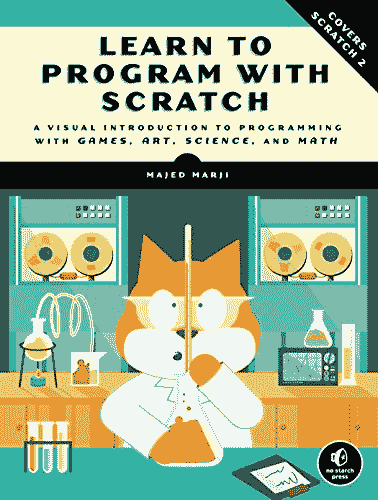 COVERS
SCRATCH 2
LEARN TO
PROGRAM WITH
SCRATCH
A VISUAL INTRODUCTION TO PROGRAMMING
WITH GAMES, ART, SCIENCE, AND MATH
MAJED MARJI
no starch
press